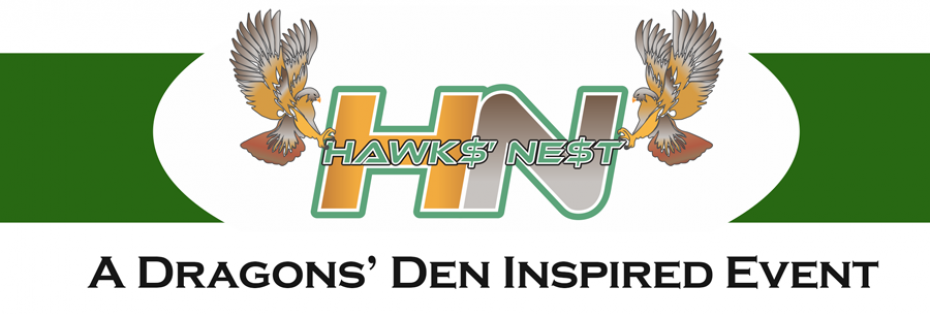 HN
HAWK$' NE$T
A DRAGONS' DEN INSPIRED EVENT